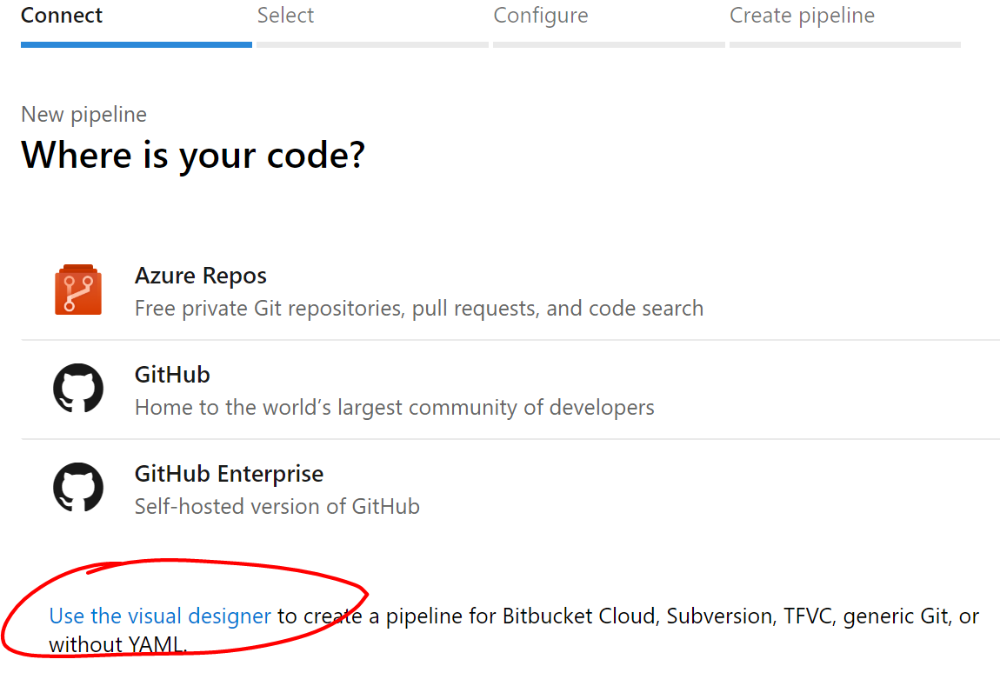 Connect Select Configure Create pipeline
New pipeline
Where is your code?
Azure Repos
Free private Git repositories, pull requests, and code search
GitHub
Home to the world’s largest community of developers
GitHub Enterprise
Self-hosted version of GitHub
Use the visual designer to create a pipeline for Bitbucket Cloud, Subversion, TFVC, generic Git, or
without YAML.